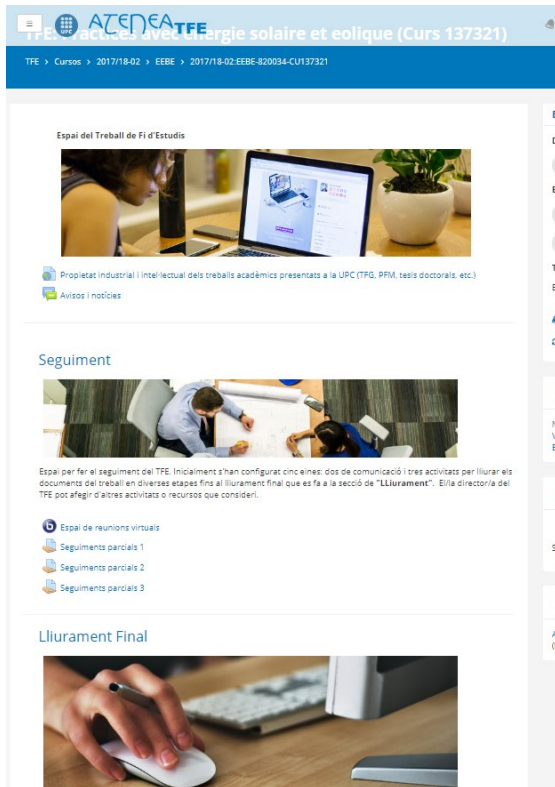 UPC
ATENEA TFE
TFE: Practices avec energie solaire et eolique (Curs 137321)
TFE > Cursos > 2017/18-02 > EEBE > 2017/18-02:EEBE-820034-CU137321
Espai del Treball de Fi d'Estudis
Propietat industrial i intel·lectual dels treballs acadèmics presentats a la UPC (TFG, PFM, tesis doctorals, etc.)
Avisos i notícies
Seguiment
Espai per fer el seguiment del TFE. Inicialment s'han configurat cinc eines: dos de comunicació i tres activitats per lliurar els
documents del treball en diverses etapes fins al lliurament final que es fa a la secció de "LLiurament". El/la director/a del
TFE pot afegir d'altres activitats o recursos que consideri.
Espai de reunions virtuals
Seguiments parcials 1
Seguiments parcials 2
Seguiments parcials 3
Lliurament Final